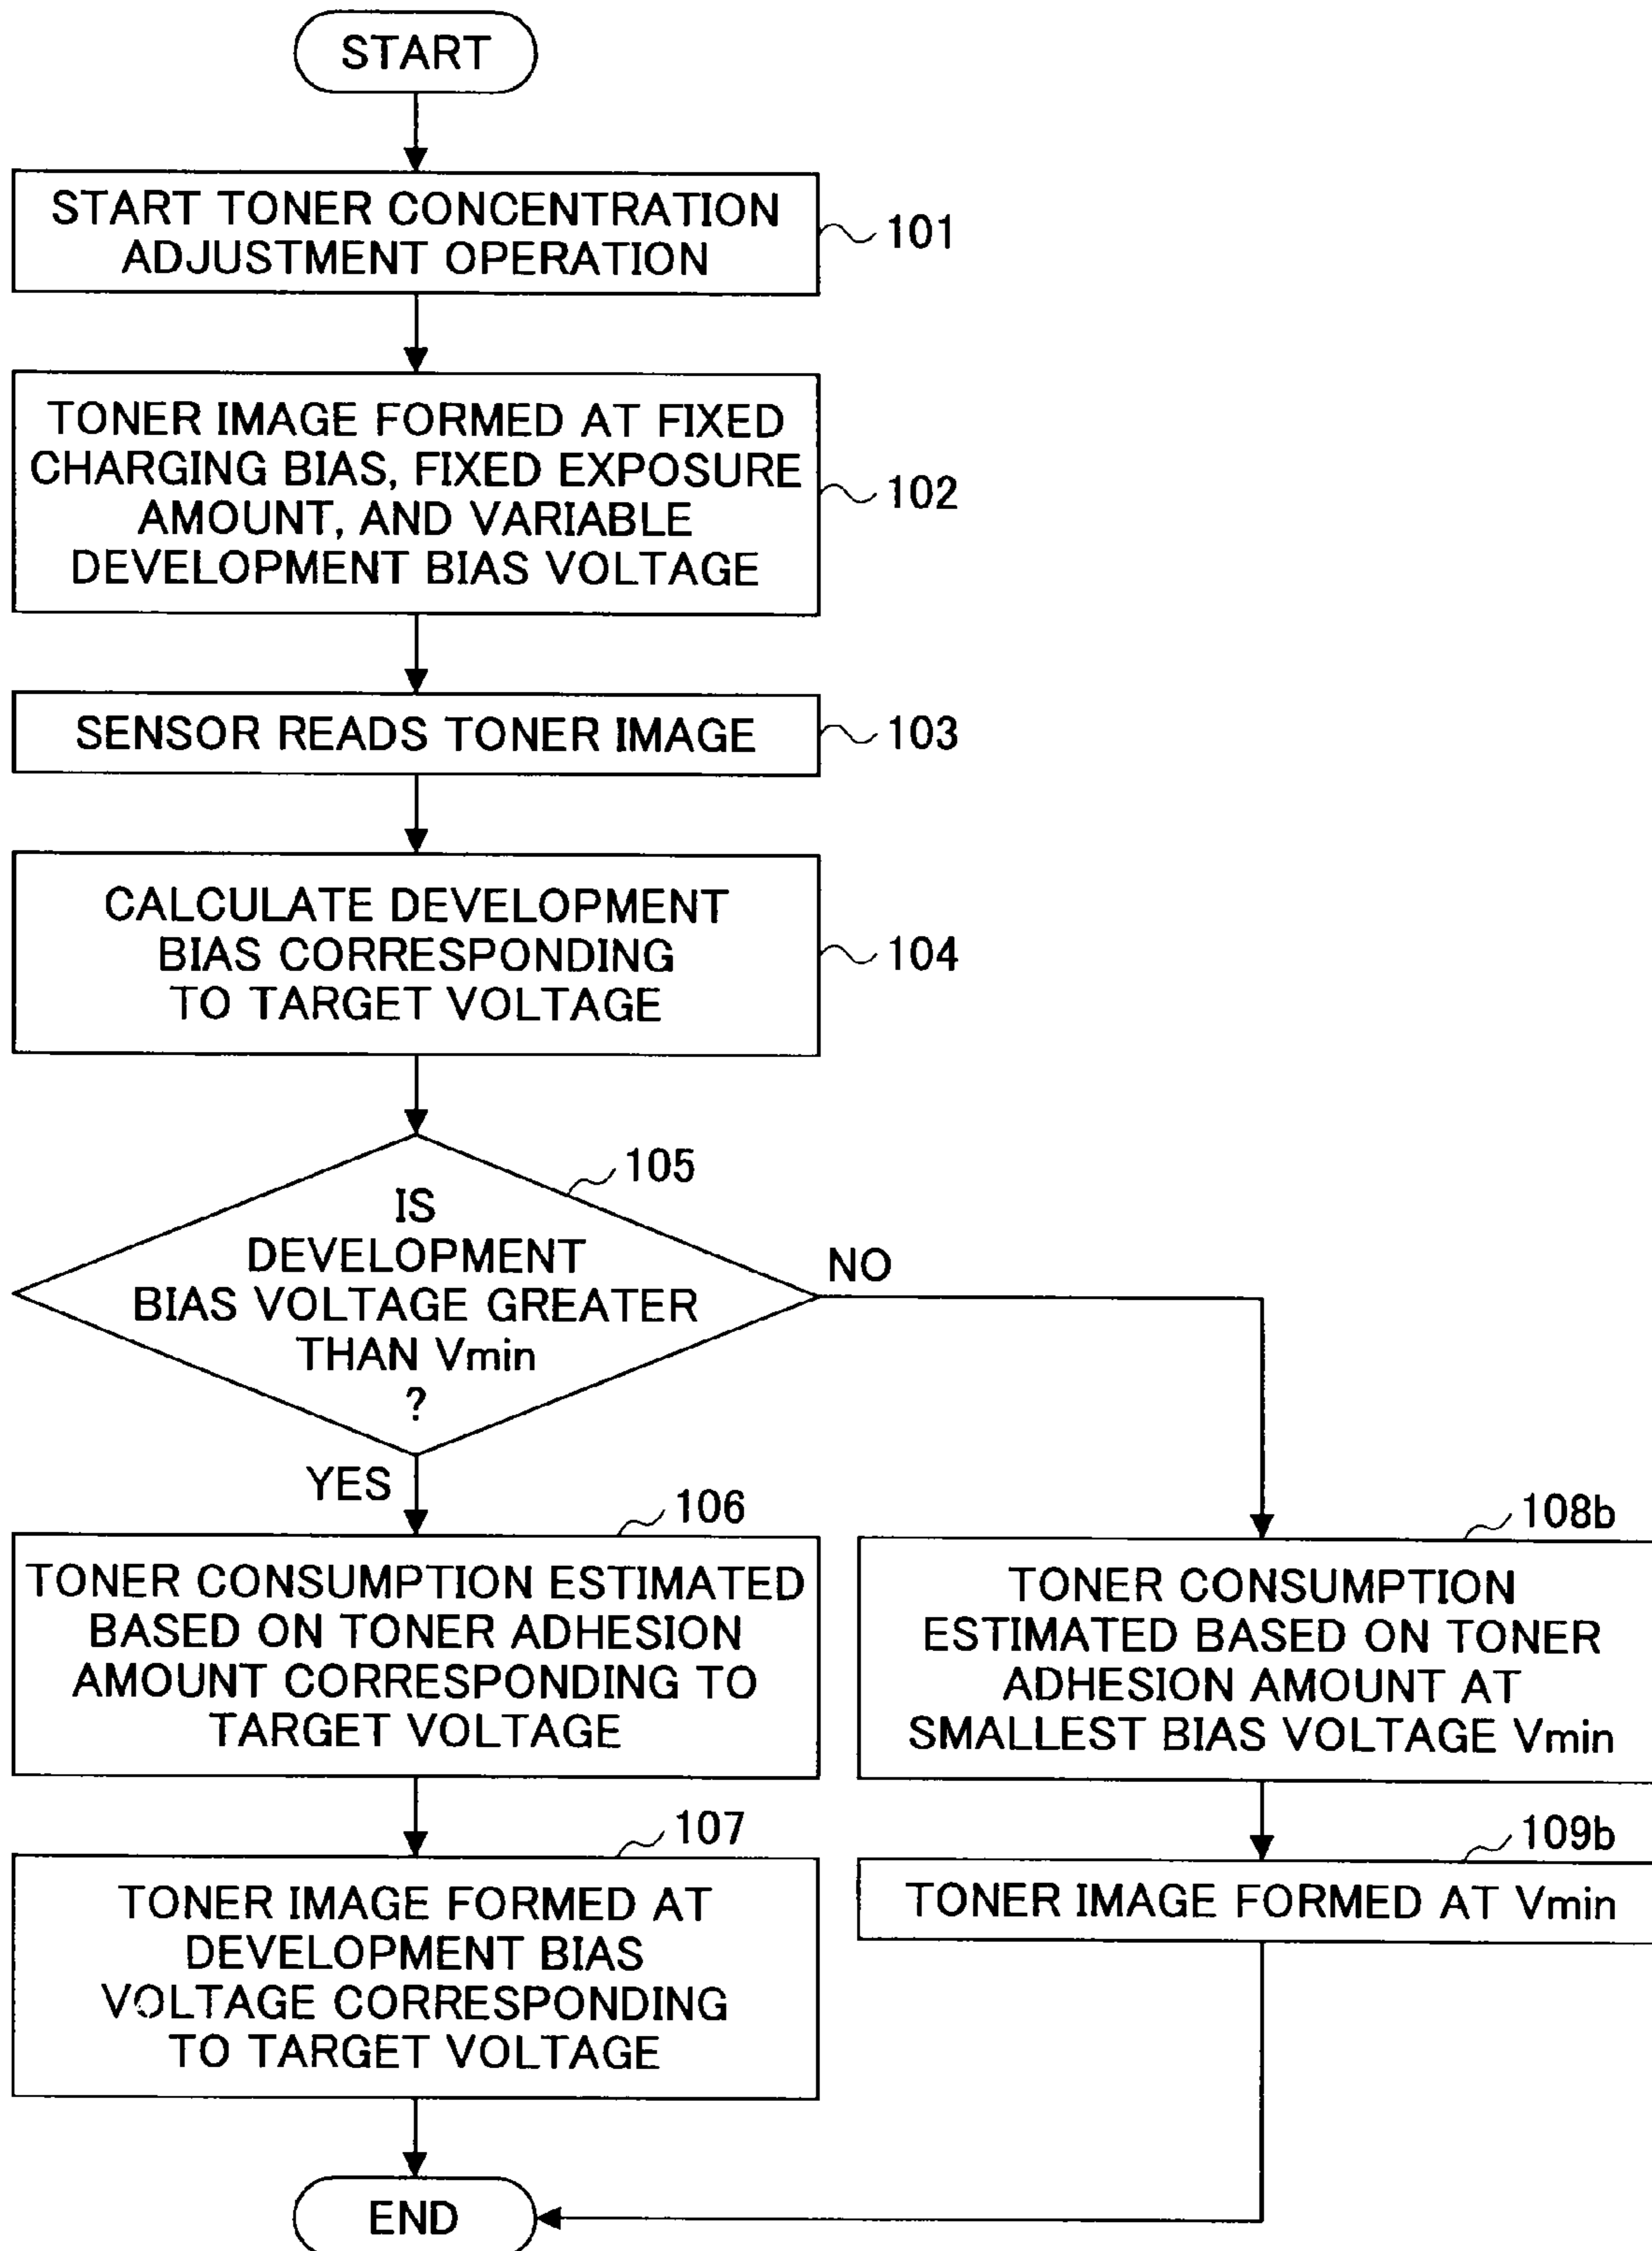 START
START TONER CONCENTRATION
ADJUSTMENT OPERATION
101
TONER IMAGE FORMED AT FIXED
CHARGING BIAS, FIXED EXPOSURE
AMOUNT, AND VARIABLE
DEVELOPMENT BIAS VOLTAGE
102
SENSOR READS TONER IMAGE
103
CALCULATE DEVELOPMENT
BIAS CORRESPONDING
TO TARGET VOLTAGE
104
105
IS
DEVELOPMENT
BIAS VOLTAGE GREATER
THAN Vmin
?
NO
YES
106
TONER CONSUMPTION ESTIMATED
BASED ON TONER ADHESION
AMOUNT CORRESPONDING TO
TARGET VOLTAGE
108b
TONER CONSUMPTION
ESTIMATED BASED ON TONER
ADHESION AMOUNT AT
SMALLEST BIAS VOLTAGE Vmin
107
TONER IMAGE FORMED AT
DEVELOPMENT BIAS
VOLTAGE CORRESPONDING
TO TARGET VOLTAGE
109b
TONER IMAGE FORMED AT Vmin
END